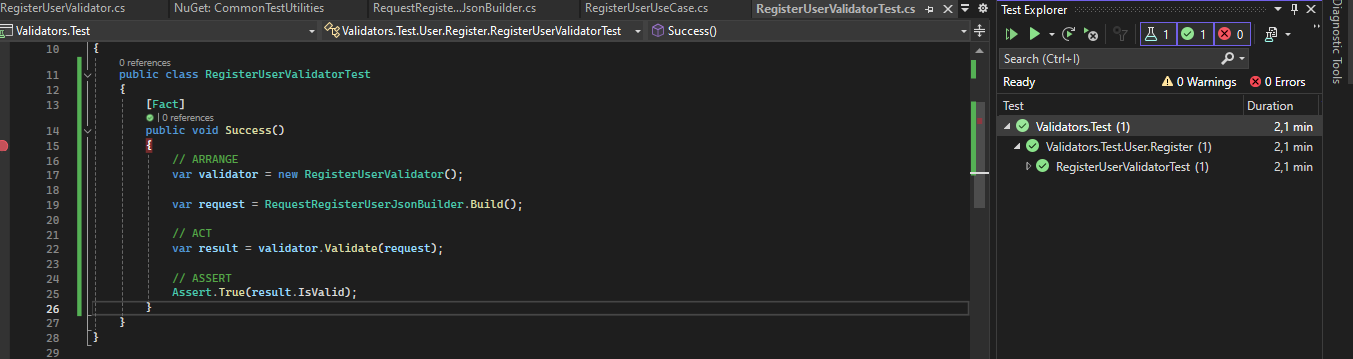 RegisterUserValidator.cs NuGet: CommonTestUtilities RequestRegiste...JsonBuilder.cs RegisterUserUseCase.cs RegisterUserValidatorTest.cs
Validators.Test Validators.Test.User.Register.RegisterUserValidatorTest Success()
10 {
0 references
11 public class RegisterUserValidatorTest
12 {
13 [Fact]
| 0 references
14 public void Success()
15 {
16 // ARRANGE
17 var validator = new RegisterUserValidator();
18
19 var request = RequestRegisterUserJsonBuilder.Build();
20
21 // ACT
22 var result = validator.Validate(request);
23
24 // ASSERT
25 Assert.True(result.IsValid);
26 }
27 }
28 }
29
Test Explorer
1 1 0
Search (Ctrl+I)
Ready 0 Warnings 0 Errors
Test Duration
Validators.Test (1) 2,1 min
Validators.Test.User.Register (1) 2,1 min
RegisterUserValidatorTest (1) 2,1 min
Diagnostic Tools